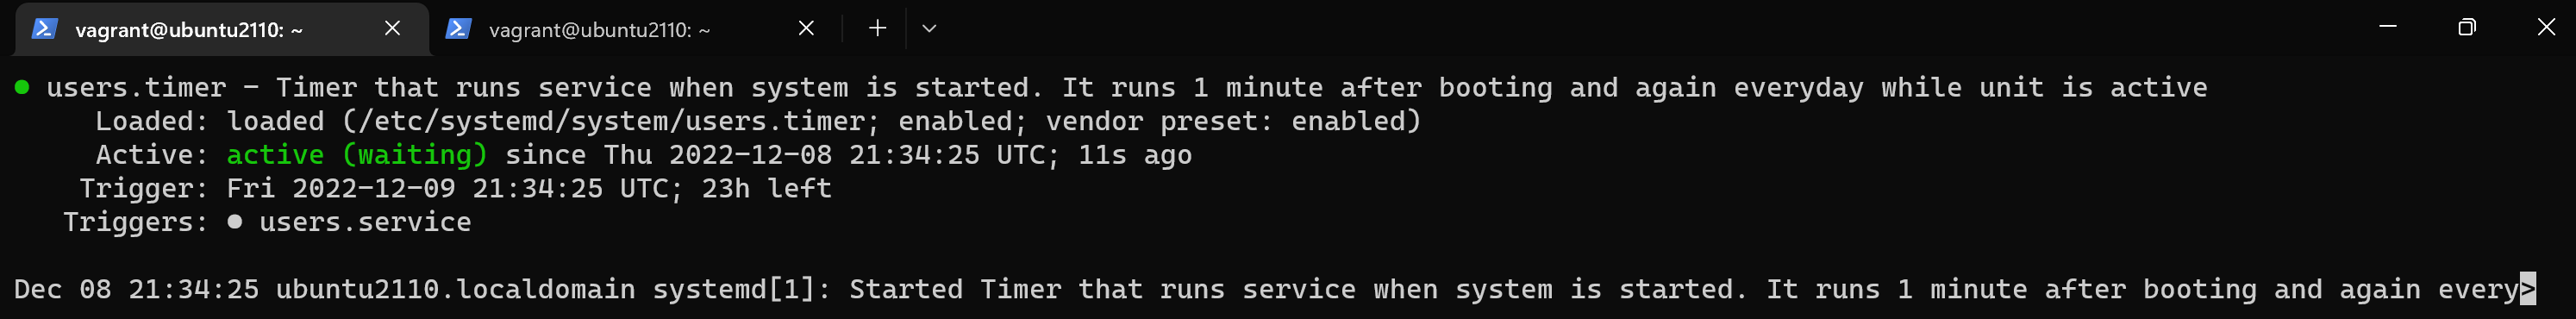 vagrant@ubuntu2110: ~ vagrant@ubuntu2110: ~
● users.timer - Timer that runs service when system is started. It runs 1 minute after booting and again everyday while unit is active
Loaded: loaded (/etc/systemd/system/users.timer; enabled; vendor preset: enabled)
Active: active (waiting) since Thu 2022-12-08 21:34:25 UTC; 11s ago
Trigger: Fri 2022-12-09 21:34:25 UTC; 23h left
Triggers: ● users.service
Dec 08 21:34:25 ubuntu2110.localdomain systemd[1]: Started Timer that runs service when system is started. It runs 1 minute after booting and again every>